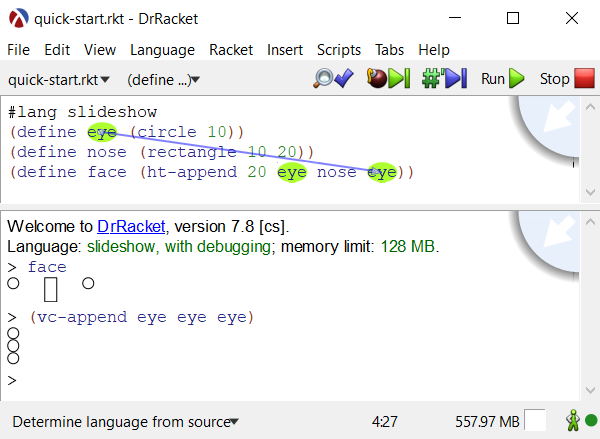 quick-start.rkt - DrRacket
File Edit View Language Racket Insert Scripts Tabs Help
quick-start.rkt▾ (define ...)▾ #' Run Stop
#lang slideshow
(define eye (circle 10))
(define nose (rectangle 10 20))
(define face (ht-append 20 eye nose eye))
Welcome to DrRacket, version 7.8 [cs].
Language: slideshow, with debugging; memory limit: 128 MB.
> face
> (vc-append eye eye eye)
>
Determine language from source▾ 4:27 557.97 MB